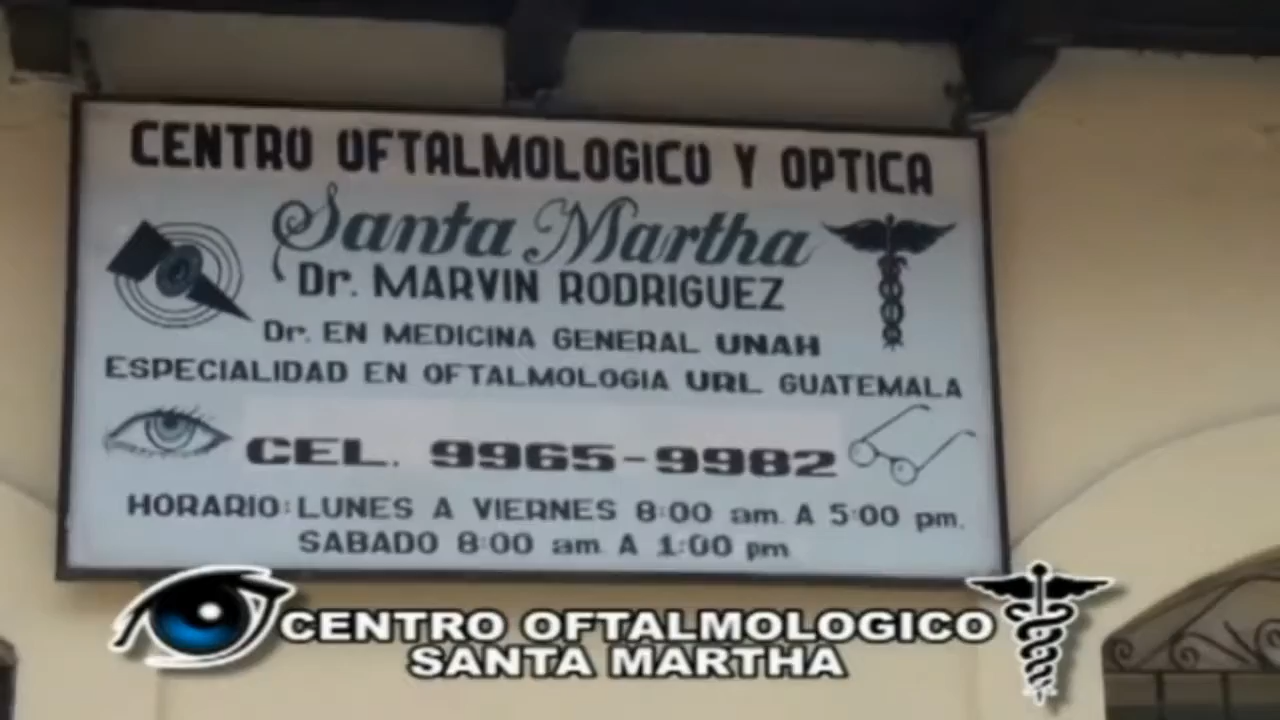 CENTRO OFTALMOLOGICO Y OPTICA
Santa Martha
Dr. MARVIN RODRIGUEZ
Dr. EN MEDICINA GENERAL UNAH
ESPECIALIDAD EN OFTALMOLOGIA URL GUATEMALA
CEL. 9965-9982
HORARIO: LUNES A VIERNES 8:00 am. A 5:00 pm.
SABADO 8:00 am A 1:00 pm
CENTRO OFTALMOLOGICO
SANTA MARTHA